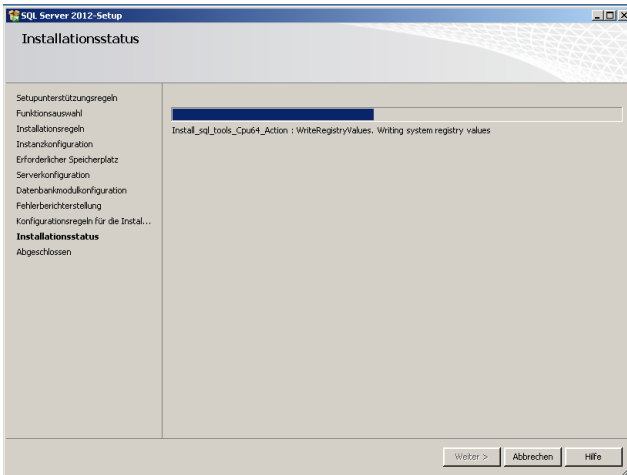 SQL Server 2012-Setup
Installationsstatus
Setupunterstützungsregeln
Funktionsauswahl
Installationsregeln
Instanzkonfiguration
Erforderlicher Speicherplatz
Serverkonfiguration
Datenbankmodulkonfiguration
Fehlerberichterstellung
Konfigurationsregeln für die Instal...
Installationsstatus
Abgeschlossen
Install_sql_tools_Cpu64_Action : WriteRegistryValues. Writing system registry values
Weiter > Abbrechen Hilfe